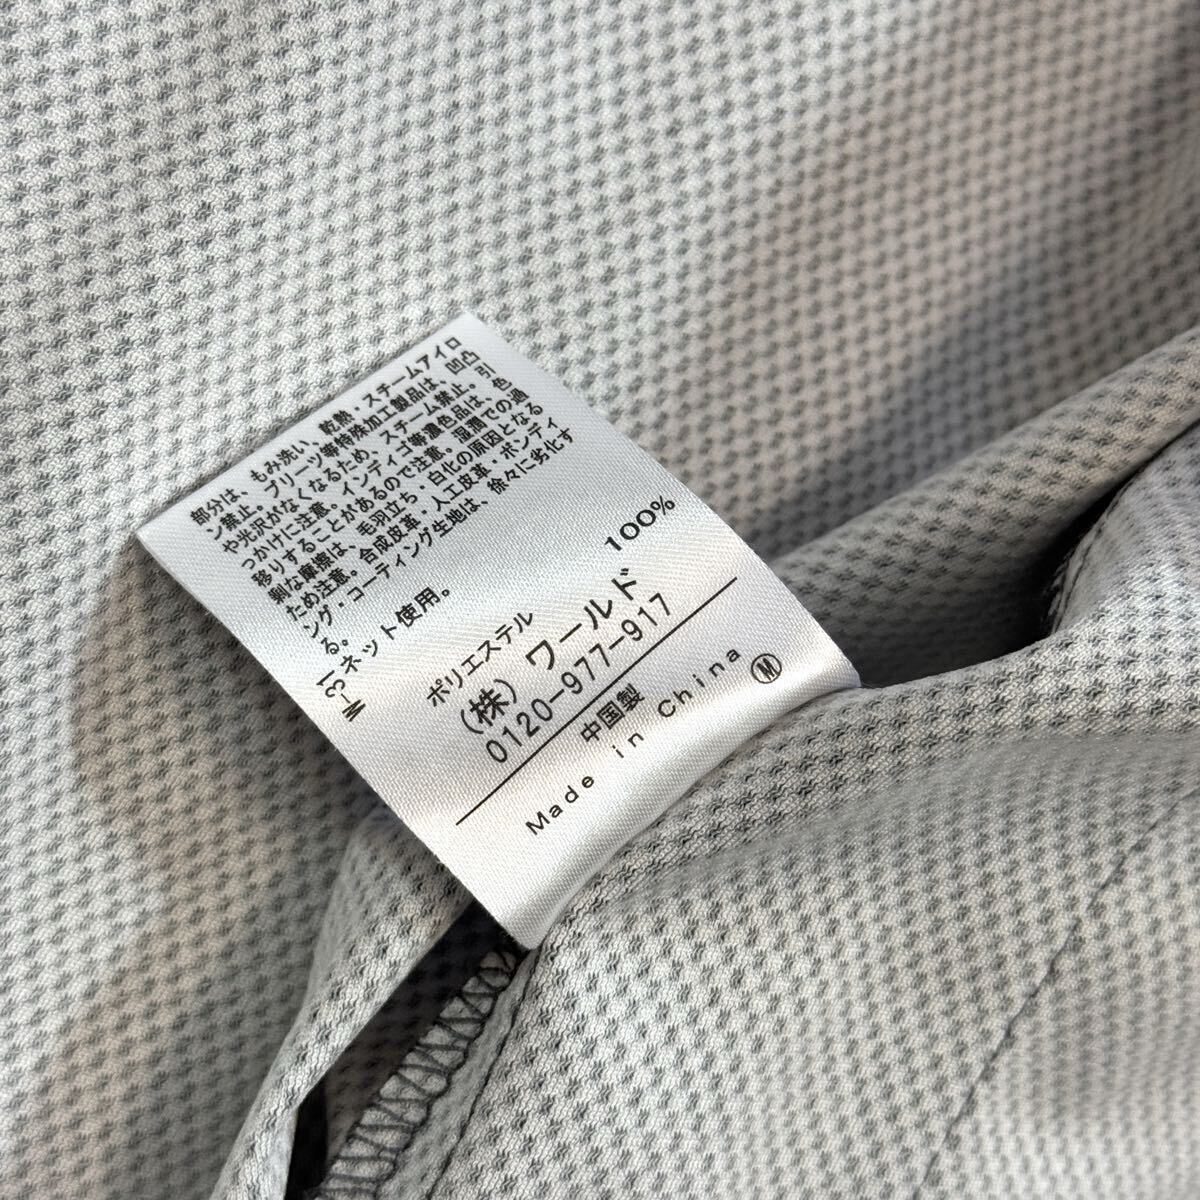 部分は、もみ洗い、乾熱・スチームアイロ
ン禁止。プリーツ等特殊加工製品は、凹凸
や光沢がなくなるため、スチーム禁止。引
つかけに注意。インディゴ等濃色品は、色
移りすることがあるので注意。湿潤での過
剰な摩擦は、毛羽立ち・白化の原因となる
ため注意。合成皮革・人工皮革・ボンディ
ング・コーティング生地は、徐々に劣化す
る。
W-31ネット使用。
ポリエステル 100%
(株) ワールド
0120-977-917
中国製
Made in China
M